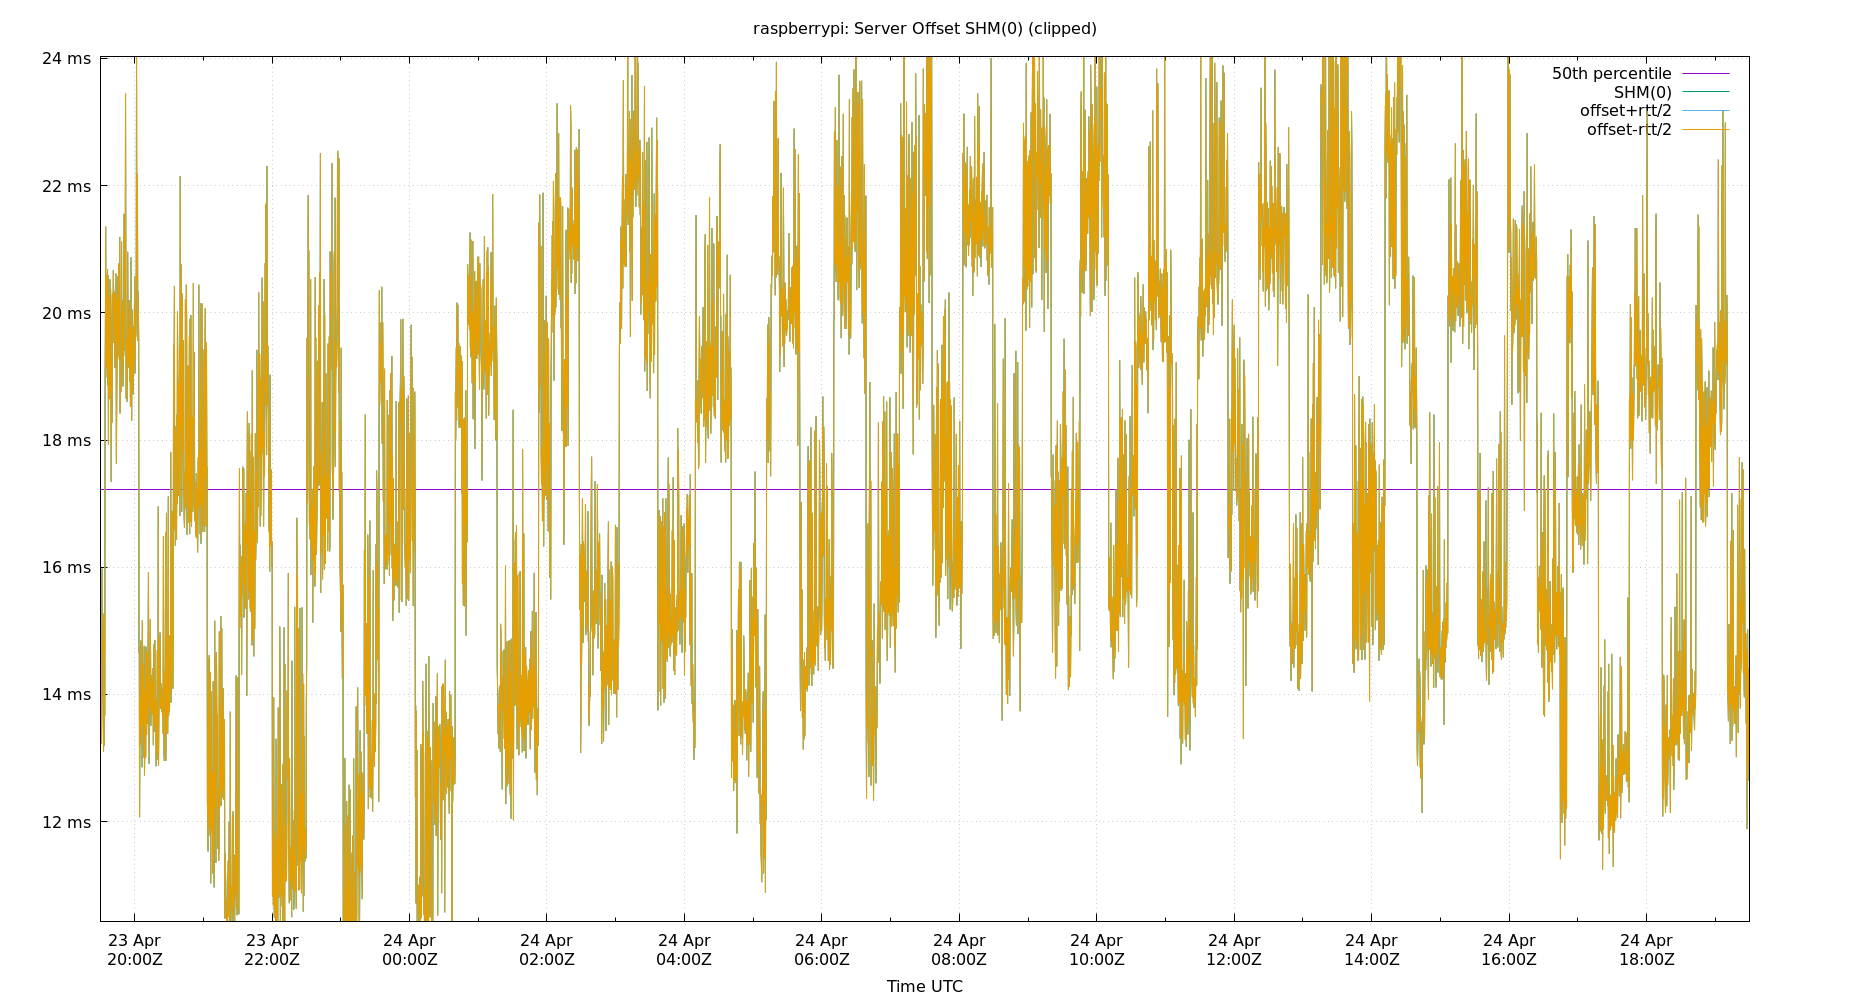 raspberrypi: Server Offset SHM(0) (clipped)
24 ms
22 ms
20 ms
18 ms
16 ms
14 ms
12 ms
50th percentile
SHM(0)
offset+rtt/2
offset-rtt/2
23 Apr 23 Apr 24 Apr 24 Apr 24 Apr 24 Apr 24 Apr 24 Apr 24 Apr 24 Apr 24 Apr 24 Apr
20:00Z 22:00Z 00:00Z 02:00Z 04:00Z 06:00Z 08:00Z 10:00Z 12:00Z 14:00Z 16:00Z 18:00Z
Time UTC